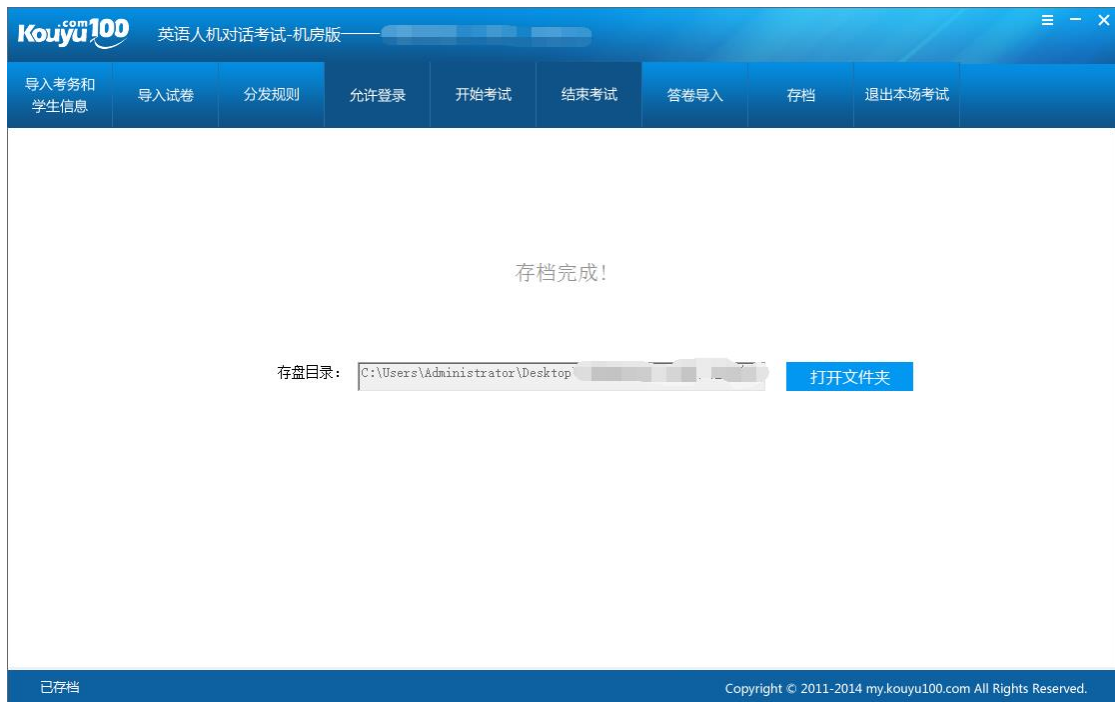 Kouyu100.com
英语人机对话考试-机房版——
导入考务和
学生信息
导入试卷
分发规则
允许登录
开始考试
结束考试
答卷导入
存档
退出本场考试
存档完成！
存盘目录：
C:\Users\Administrator\Desktop
打开文件夹
已存档
Copyright © 2011-2014 my.kouyu100.com All Rights Reserved.